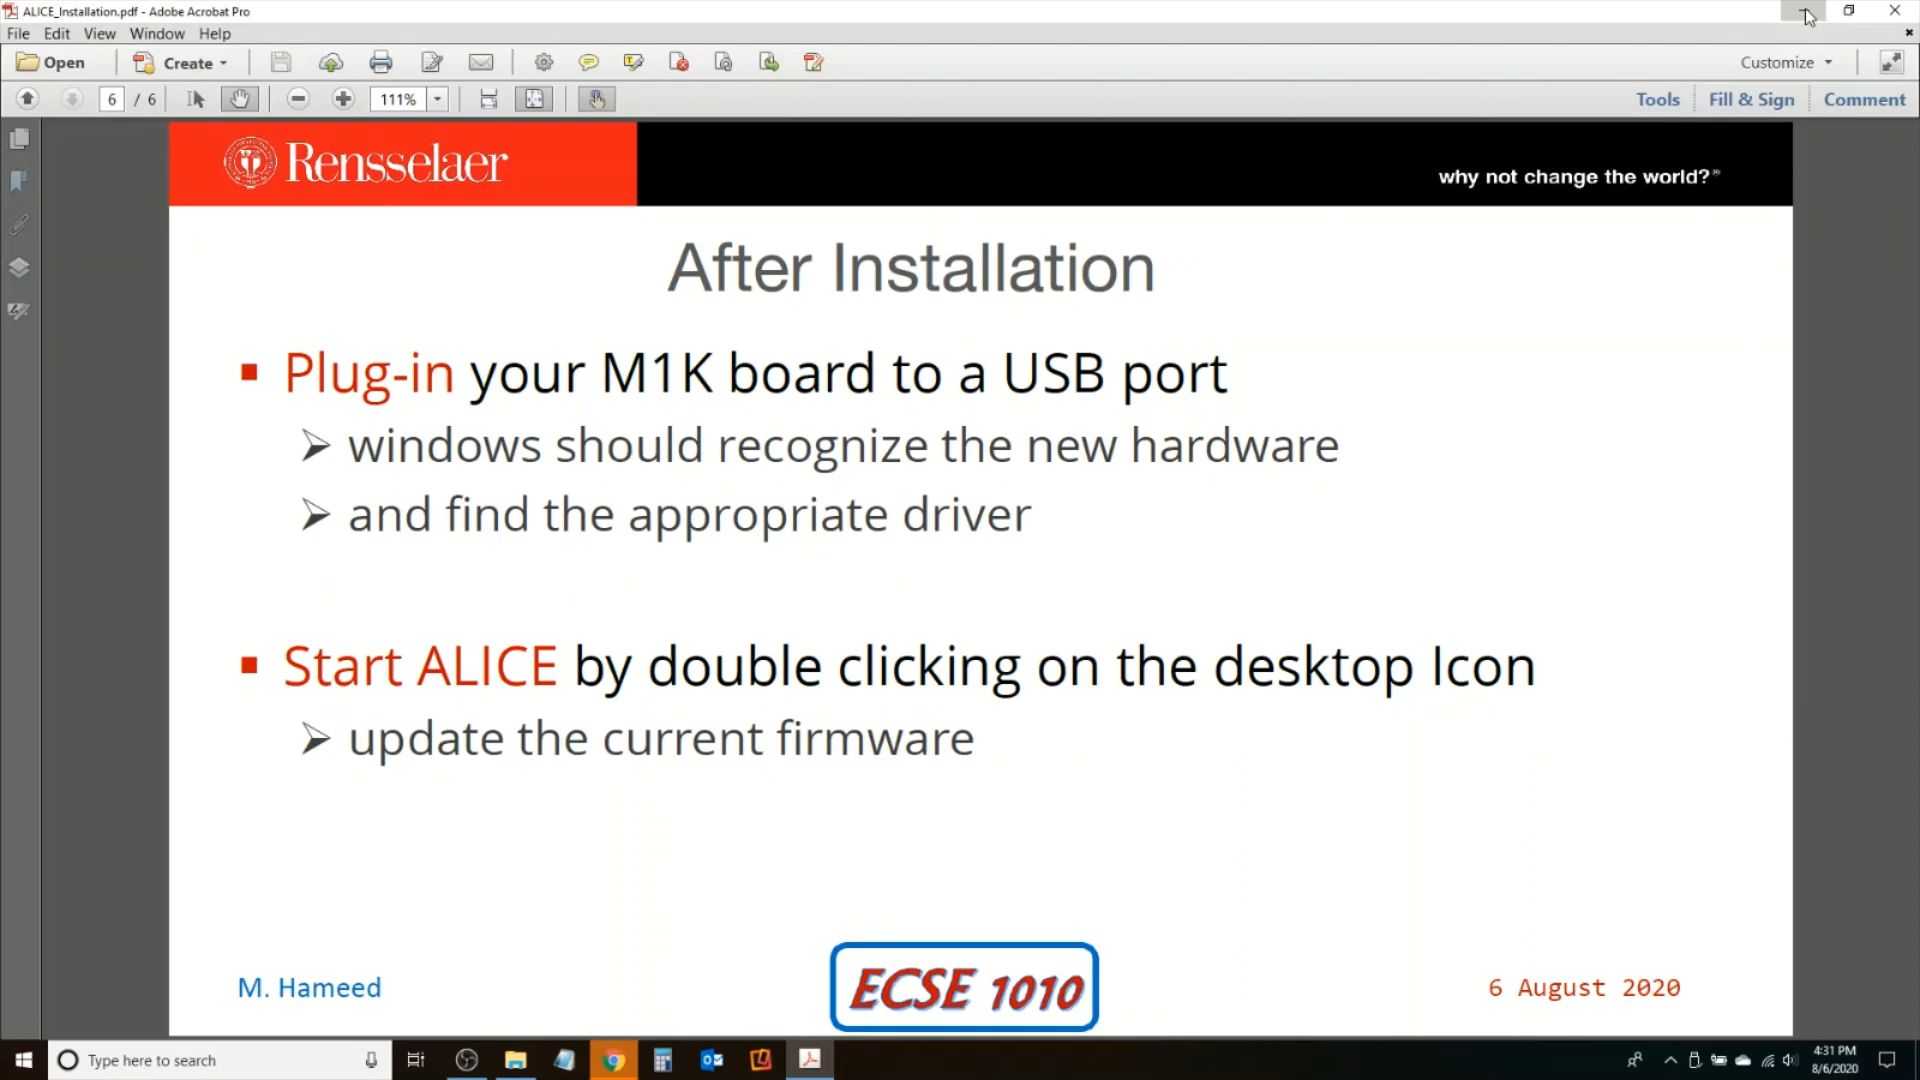 ALICE_Installation.pdf - Adobe Acrobat Pro
File Edit View Window Help
Open Create Customize
6 / 6 111% Tools Fill & Sign Comment
Rensselaer
why not change the world?®
After Installation
Plug-in your M1K board to a USB port
windows should recognize the new hardware
and find the appropriate driver
Start ALICE by double clicking on the desktop Icon
update the current firmware
M. Hameed ECSE 1010 6 August 2020
Type here to search
4:31 PM
8/6/2020